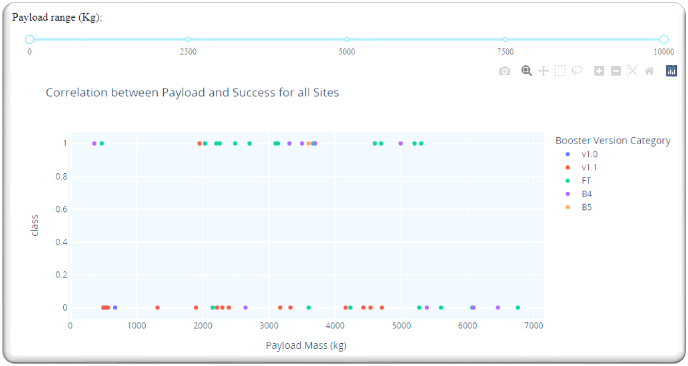 Payload range (Kg):
0 2500 5000 7500 10000
Correlation between Payload and Success for all Sites
Booster Version Category
v1.0
v1.1
FT
B4
B5
1
0.8
0.6
0.4
0.2
0
class
0 1000 2000 3000 4000 5000 6000 7000
Payload Mass (kg)